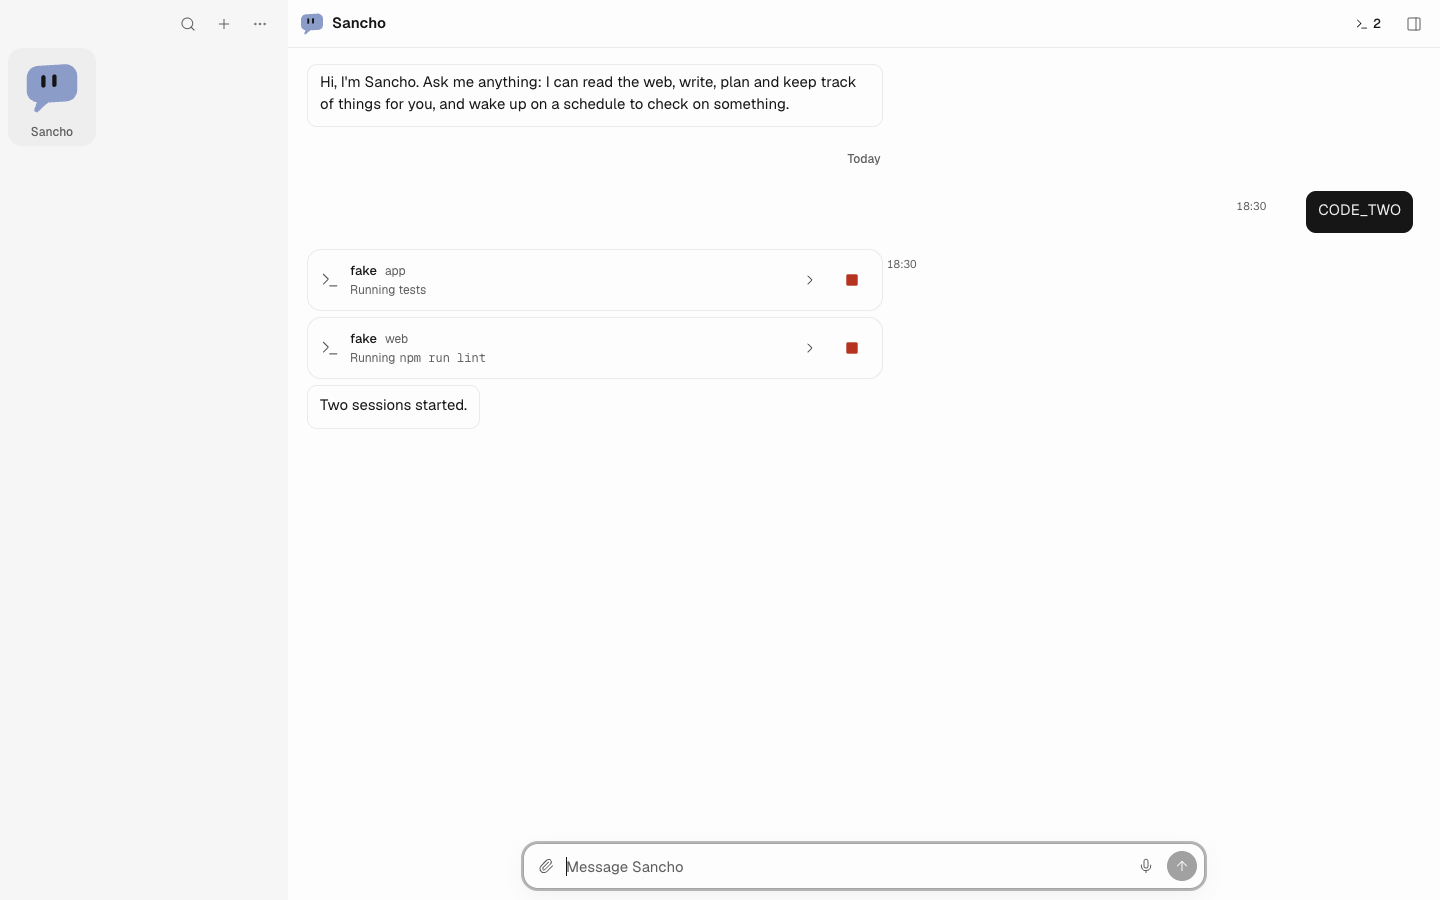 Sancho
2
Sancho
Hi, I'm Sancho. Ask me anything: I can read the web, write, plan and keep track
of things for you, and wake up on a schedule to check on something.
Today
18:30
CODE_TWO
fake app
Running tests
18:30
fake web
Running npm run lint
Two sessions started.
Message Sancho